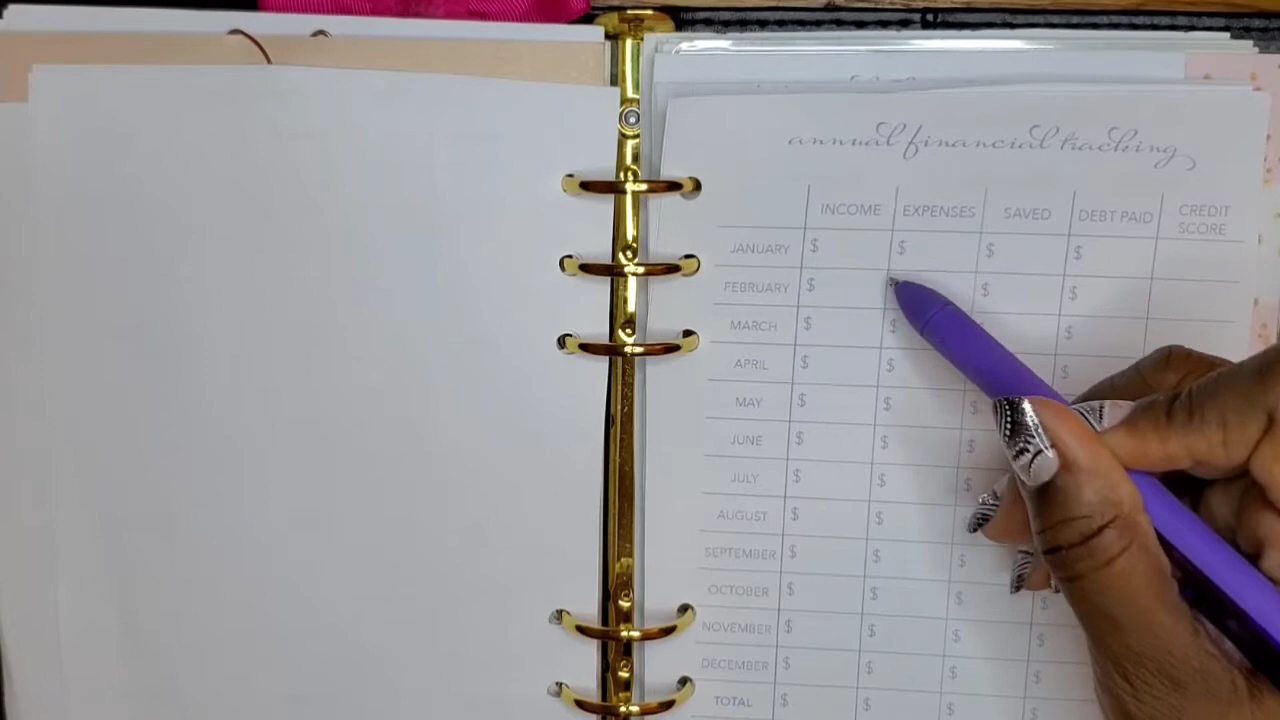 annual financial tracking
INCOME EXPENSES SAVED DEBT PAID CREDIT SCORE
JANUARY $ $ $ $
FEBRUARY $ $ $
MARCH $ $ $
APRIL $ $ $
MAY $ $ $
JUNE $ $ $
JULY $ $ $
AUGUST $ $
SEPTEMBER $ $ $
OCTOBER $ $ $ $
NOVEMBER $ $ $ $
DECEMBER $ $ $ $
TOTAL $ $ $ $